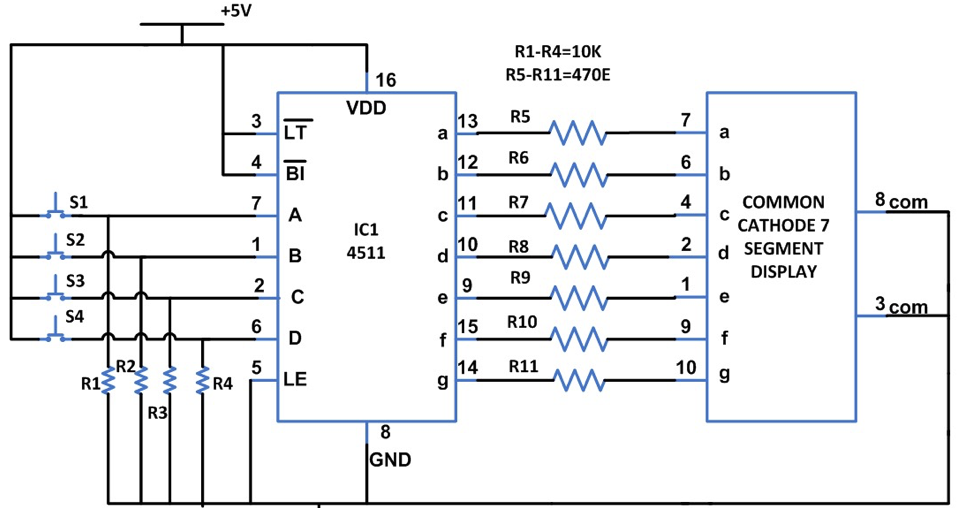 +5V
R1-R4=10K
R5-R11=470E
16
VDD
3 LT
4 BI
S1
7 A
S2
1 B
S3
2 C
S4
6 D
5 LE
R1
R2
R3
R4
IC1
4511
8
GND
a 13 R5 7 a
b 12 R6 6 b
c 11 R7 4 c
d 10 R8 2 d
e 9 R9 1 e
f 15 R10 9 f
g 14 R11 10 g
COMMON
CATHODE 7
SEGMENT
DISPLAY
8 com
3 com